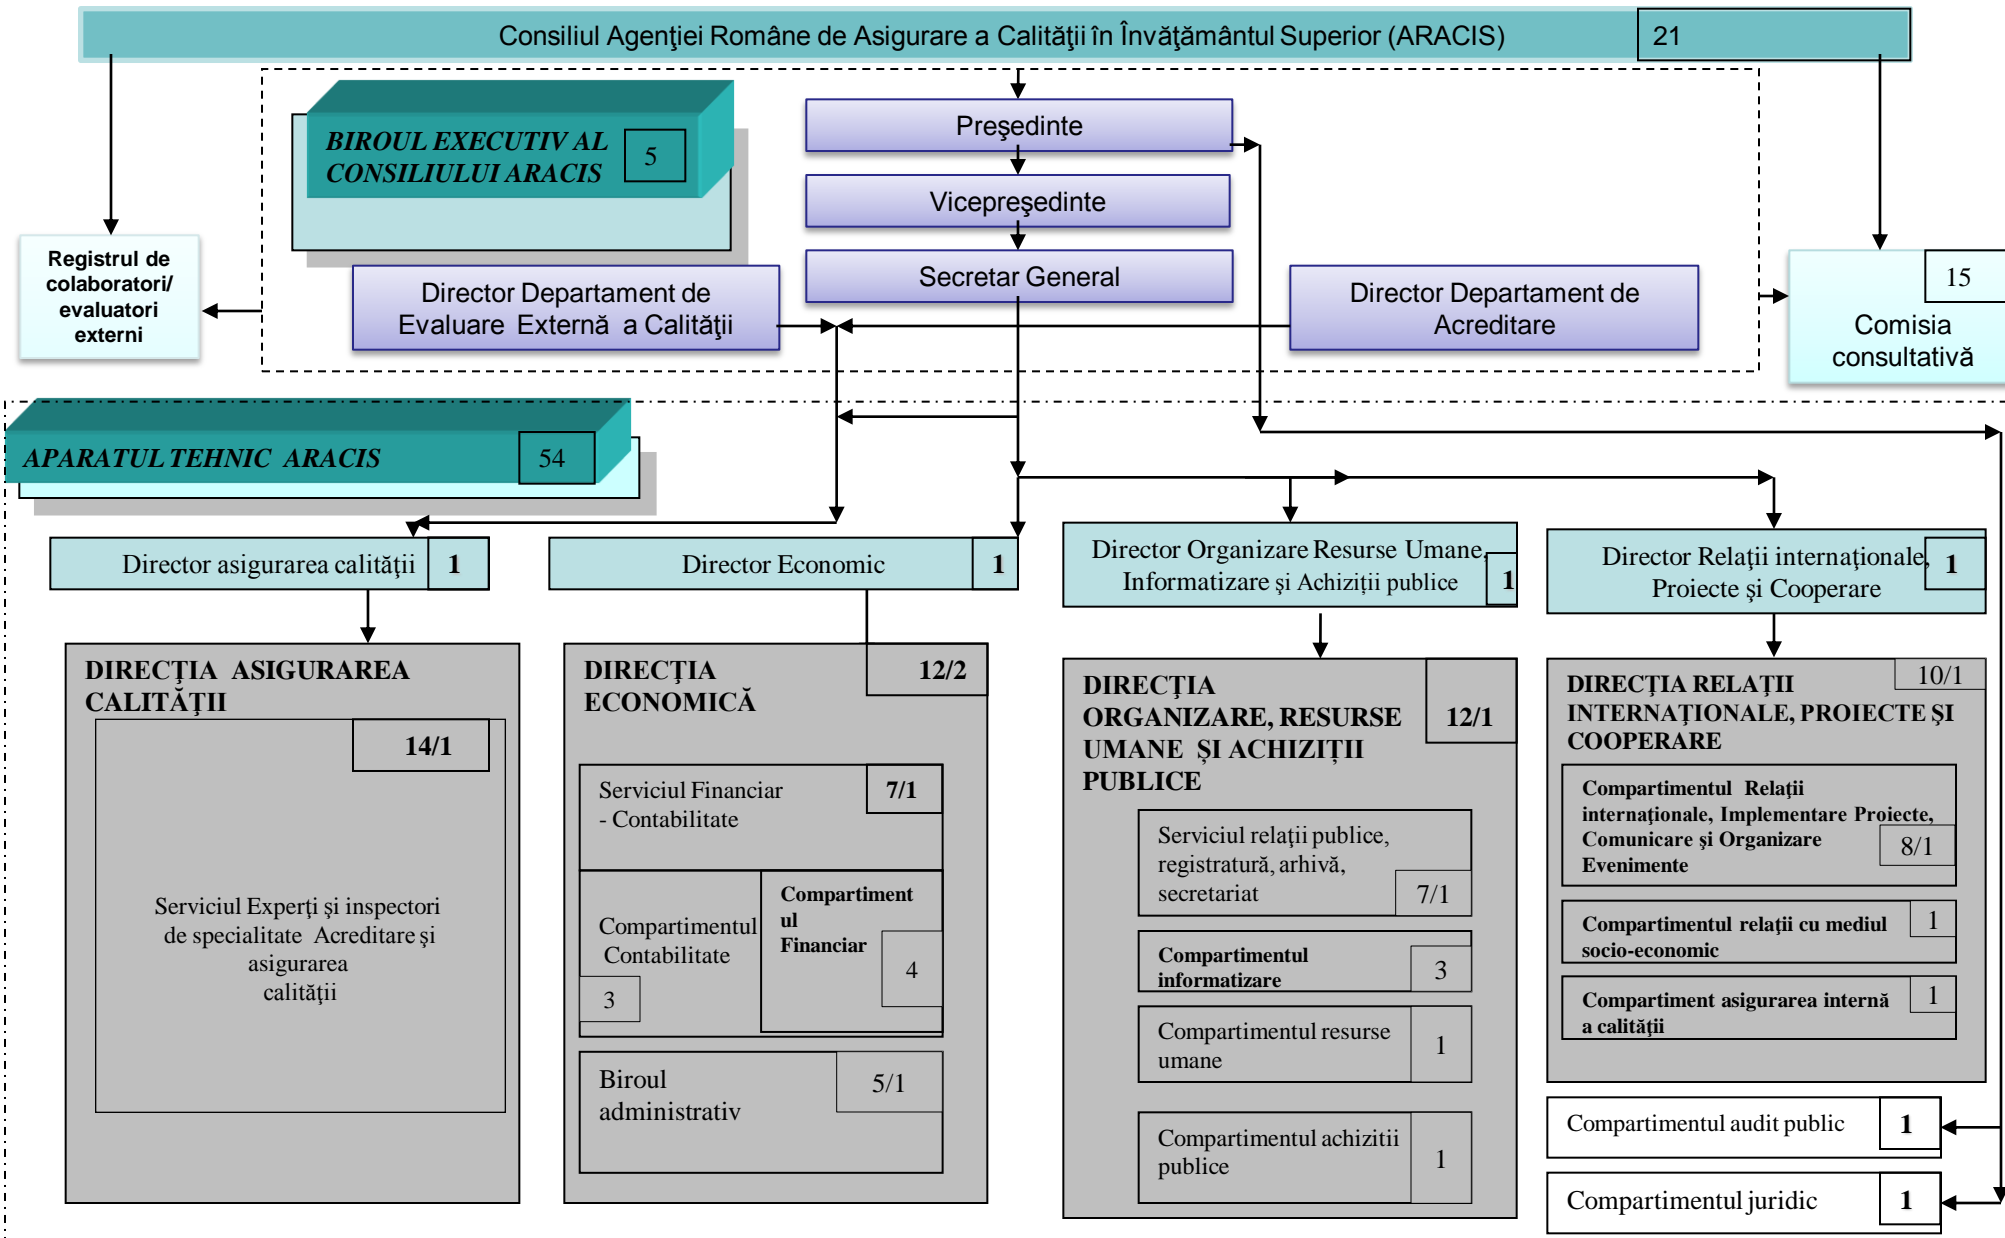 Consiliul Agenţiei Române de Asigurare a Calităţii în Învăţământul Superior (ARACIS)
21
BIROUL EXECUTIV AL
CONSILIULUI ARACIS
5
Preşedinte
Vicepreşedinte
Secretar General
Registrul de
colaboratori/
evaluatori
externi
Director Departament de
Evaluare Externă a Calităţii
Director Departament de
Acreditare
15
Comisia
consultativă
APARATUL TEHNIC ARACIS
54
Director asigurarea calităţii
1
Director Economic
1
Director Organizare Resurse Umane,
Informatizare şi Achiziții publice
1
Director Relaţii internaţionale,
Proiecte şi Cooperare
1
DIRECŢIA ASIGURAREA
CALITĂŢII
14/1
Serviciul Experţi şi inspectori
de specialitate Acreditare şi
asigurarea
calităţii
DIRECŢIA
ECONOMICĂ
12/2
Serviciul Financiar
- Contabilitate
7/1
Compartimentul
Contabilitate
3
Compartiment
ul
Financiar
4
Biroul
administrativ
5/1
DIRECŢIA
ORGANIZARE, RESURSE
UMANE ȘI ACHIZIȚII
PUBLICE
12/1
Serviciul relaţii publice,
registratură, arhivă,
secretariat
7/1
Compartimentul
informatizare
3
Compartimentul resurse
umane
1
Compartimentul achizitii
publice
1
DIRECŢIA RELAŢII
INTERNAŢIONALE, PROIECTE ŞI
COOPERARE
10/1
Compartimentul Relaţii
internaţionale, Implementare Proiecte,
Comunicare şi Organizare
Evenimente
8/1
Compartimentul relaţii cu mediul
socio-economic
1
Compartiment asigurarea internă
a calităţii
1
Compartimentul audit public
1
Compartimentul juridic
1